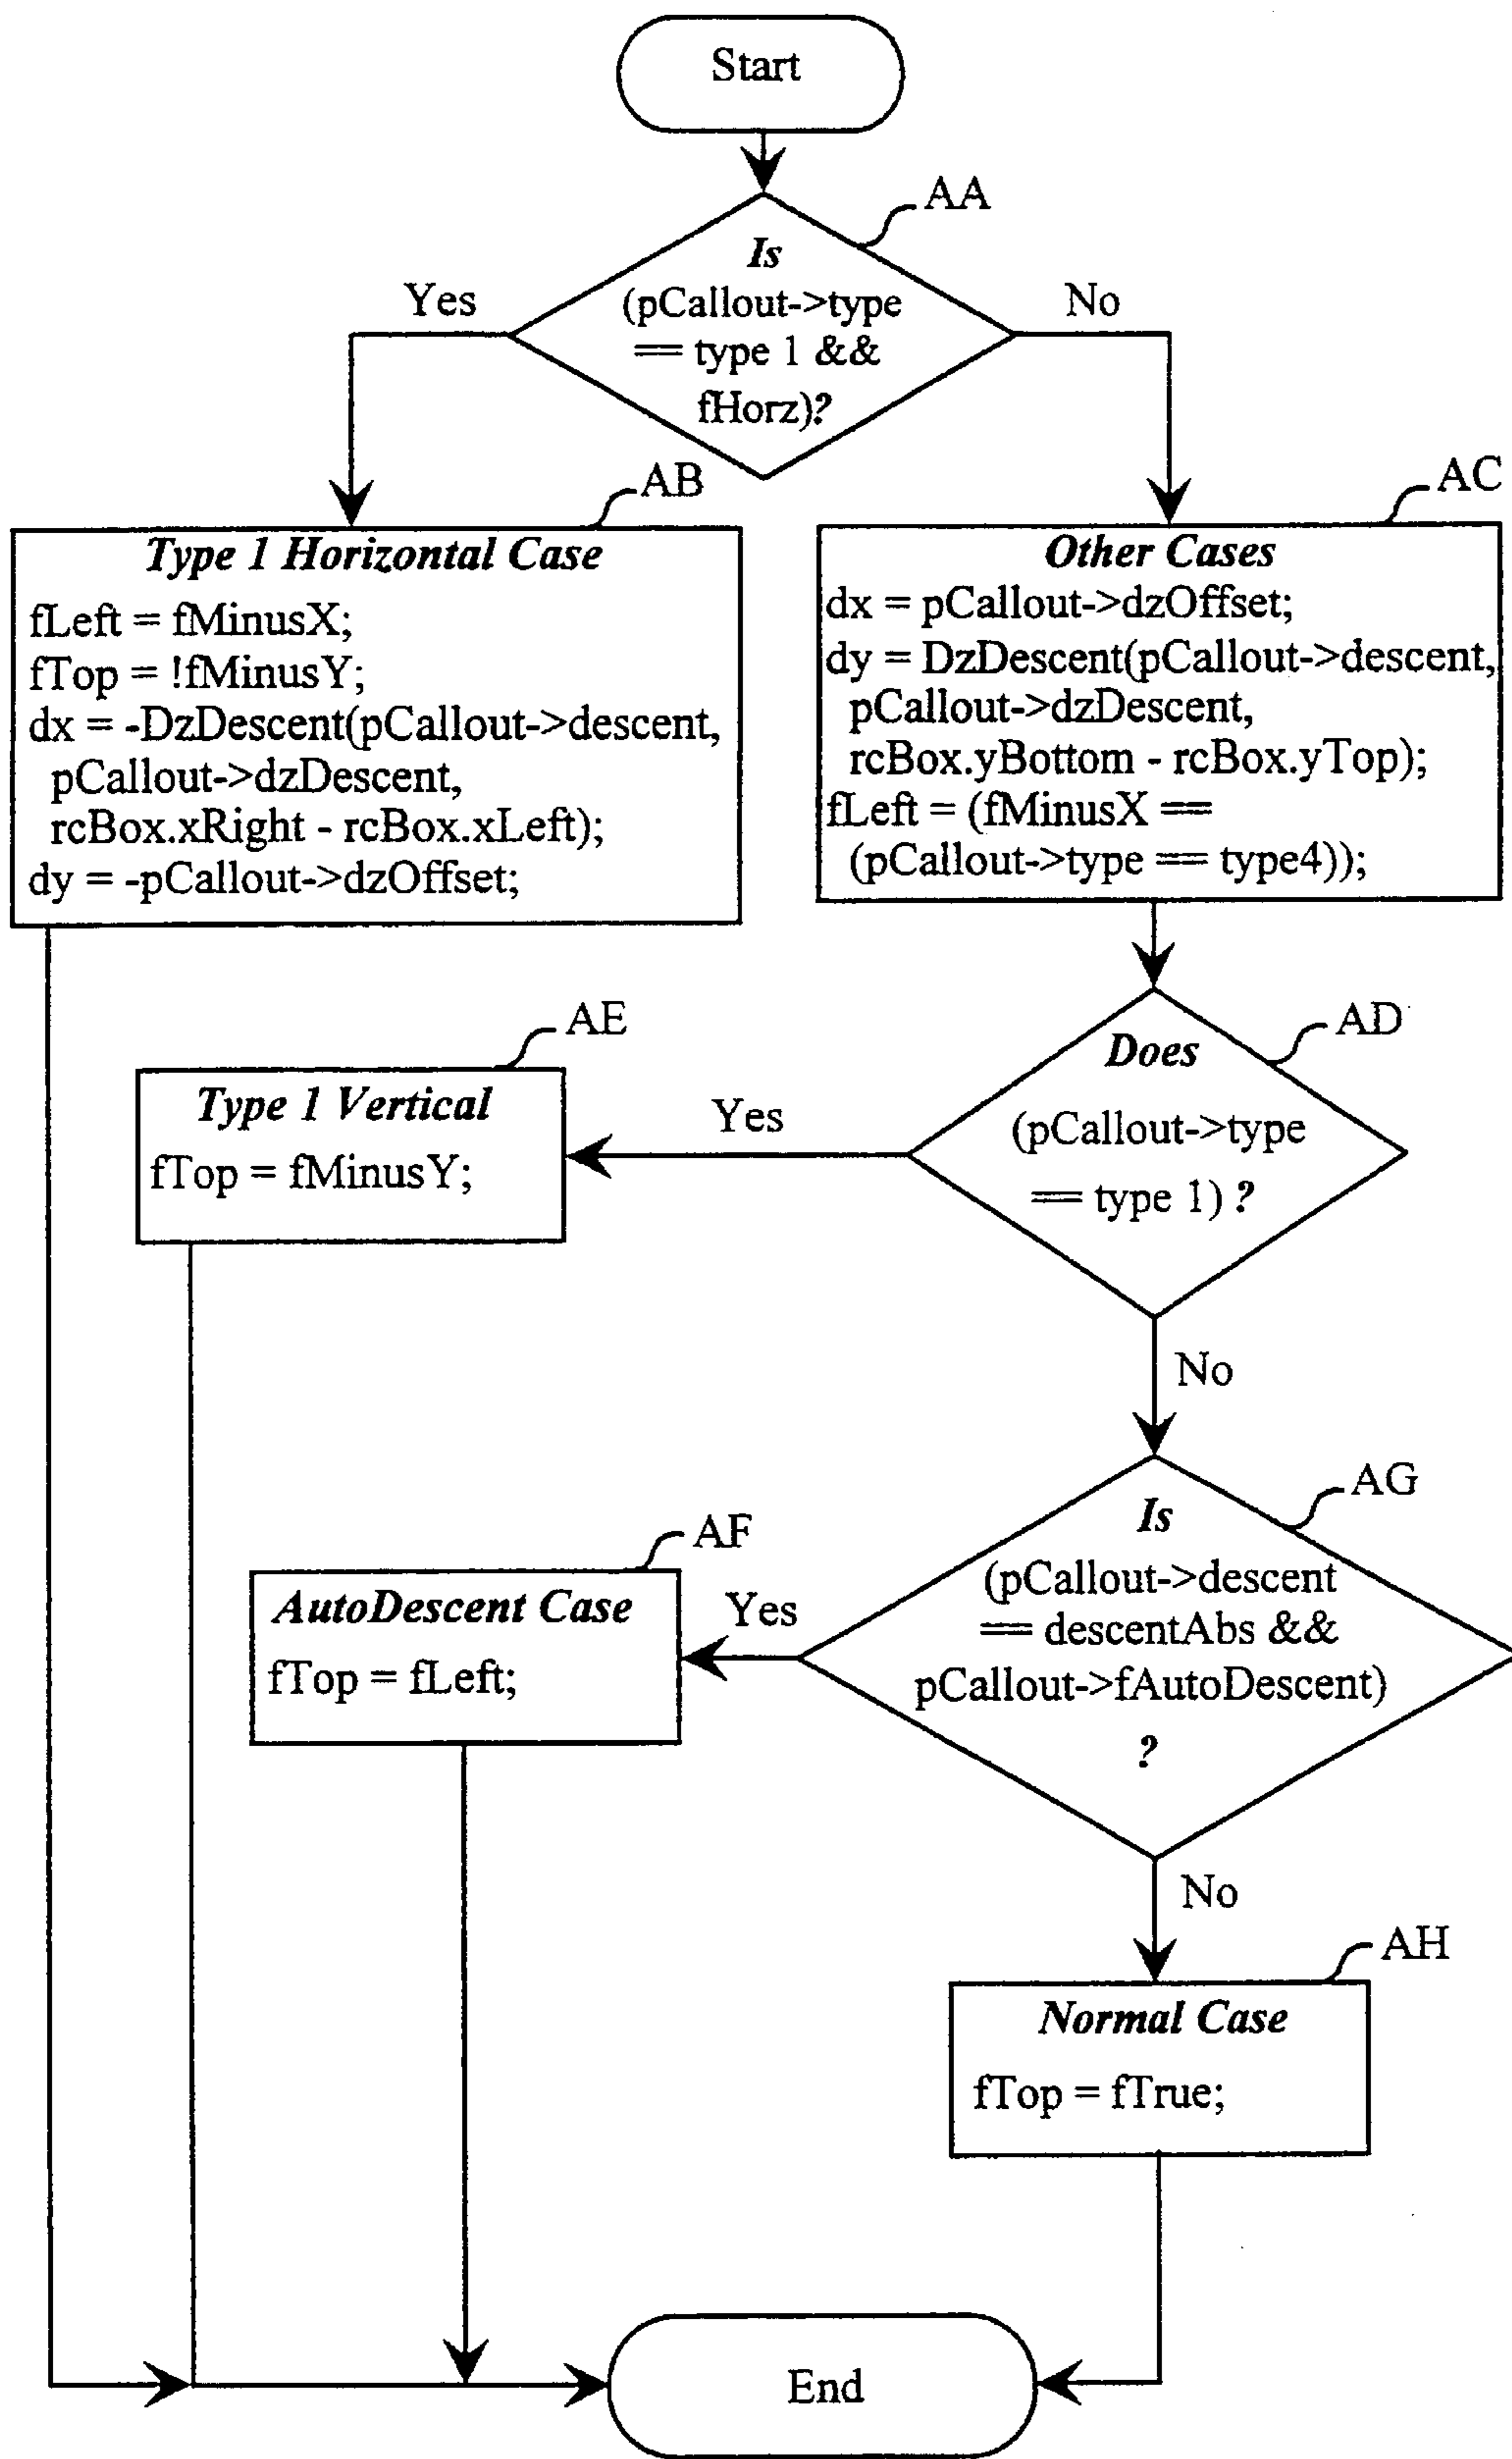 Start
AA
Is
(pCallout->type
== type 1 &&
fHorz)?
Yes
No
AB
Type 1 Horizontal Case
fLeft = fMinusX;
fTop = !fMinusY;
dx = -DzDescent(pCallout->descent,
pCallout->dzDescent,
rcBox.xRight - rcBox.xLeft);
dy = -pCallout->dzOffset;
AC
Other Cases
dx = pCallout->dzOffset;
dy = DzDescent(pCallout->descent,
pCallout->dzDescent,
rcBox.yBottom - rcBox.yTop);
fLeft = (fMinusX ==
(pCallout->type == type4));
AD
Does
(pCallout->type
== type 1) ?
Yes
AE
Type 1 Vertical
fTop = fMinusY;
No
AG
Is
(pCallout->descent
== descentAbs &&
pCallout->fAutoDescent)
?
Yes
AF
AutoDescent Case
fTop = fLeft;
No
AH
Normal Case
fTop = fTrue;
End